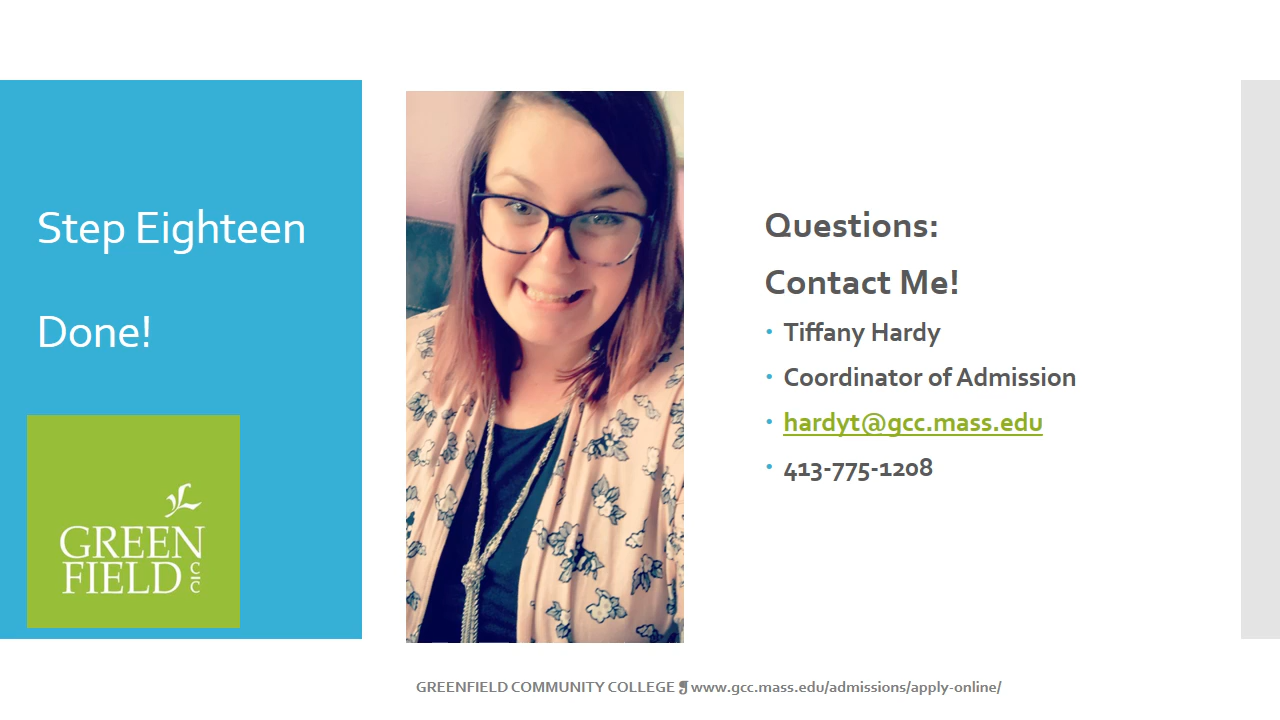 Step Eighteen
Done!
GREEN
FIELD CC
Questions:
Contact Me!
• Tiffany Hardy
• Coordinator of Admission
• hardyt@gcc.mass.edu
• 413-775-1208
GREENFIELD COMMUNITY COLLEGE ❡ www.gcc.mass.edu/admissions/apply-online/